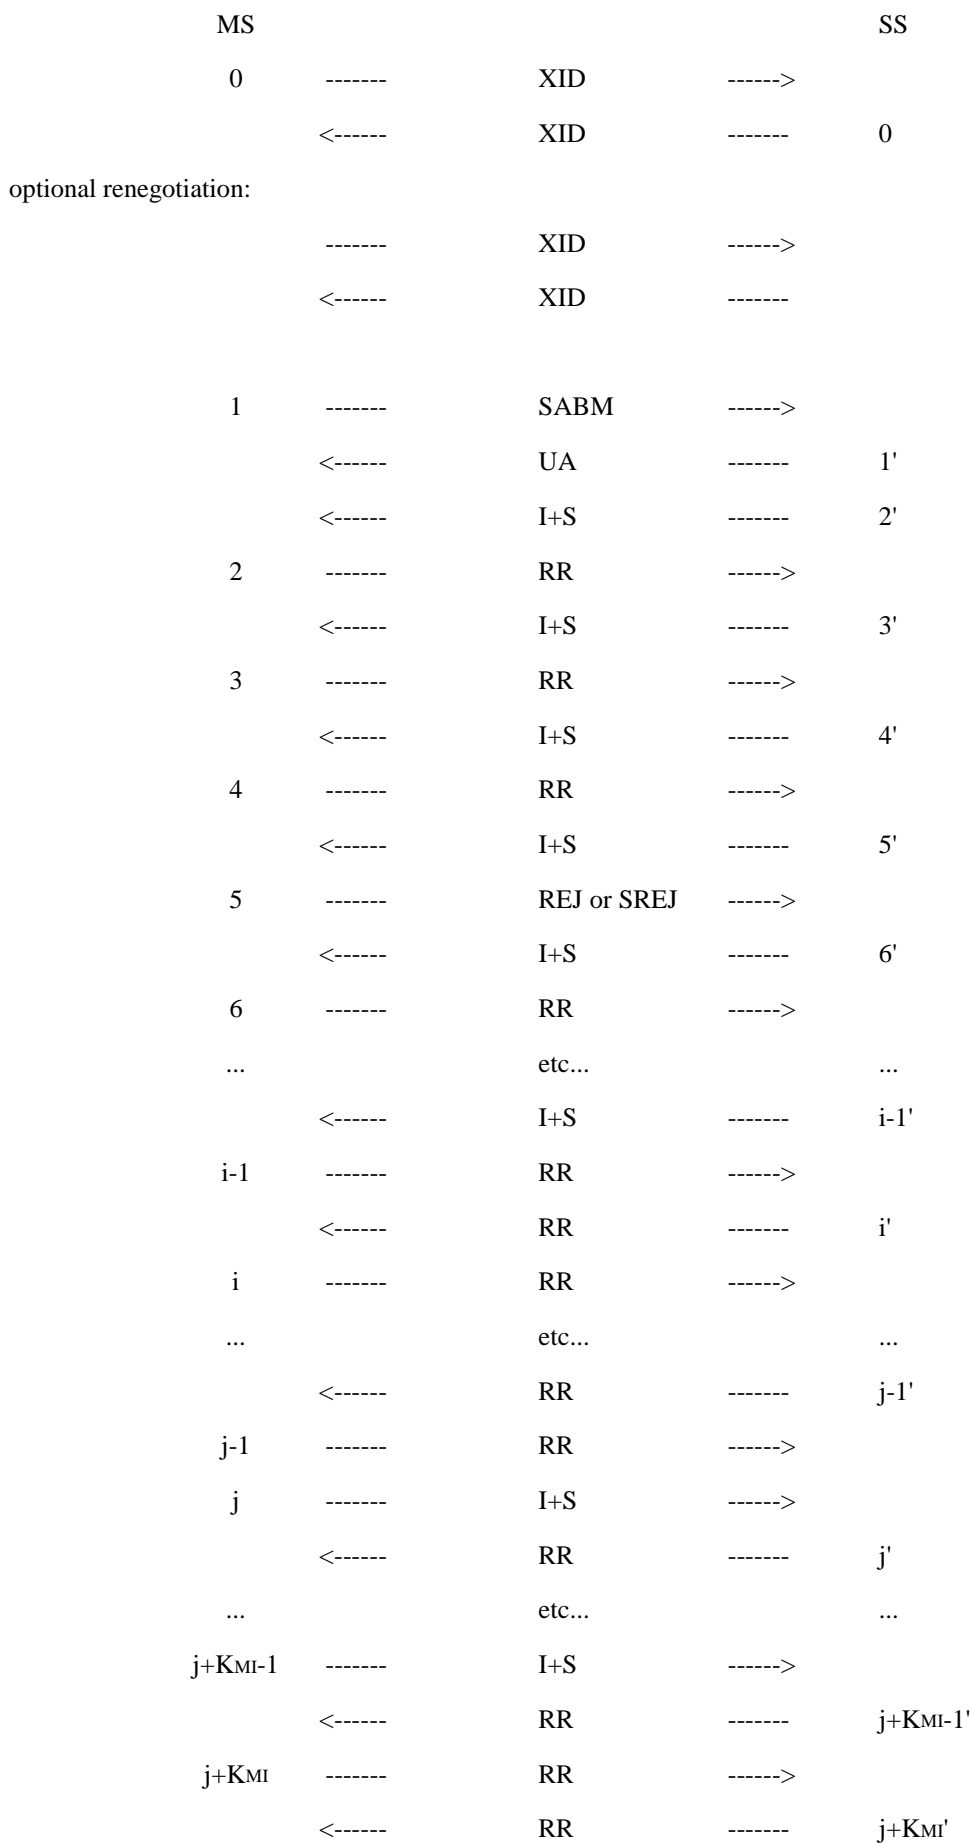 MS SS
0 ------- XID ------>
<------ XID ------- 0
optional renegotiation:
------- XID ------>
<------ XID -------
1 ------- SABM ------>
<------ UA ------- 1'
<------ I+S ------- 2'
2 ------- RR ------>
<------ I+S ------- 3'
3 ------- RR ------>
<------ I+S ------- 4'
4 ------- RR ------>
<------ I+S ------- 5'
5 ------- REJ or SREJ ------>
<------ I+S ------- 6'
6 ------- RR ------>
... etc... ...
<------ I+S ------- i-1'
i-1 ------- RR ------>
<------ RR ------- i'
i ------- RR ------>
... etc... ...
<------ RR ------- j-1'
j-1 ------- RR ------>
j ------- I+S ------>
<------ RR ------- j'
... etc... ...
j+KMI-1 ------- I+S ------>
<------ RR ------- j+KMI-1'
j+KMI ------- RR ------>
<------ RR ------- j+KMI'